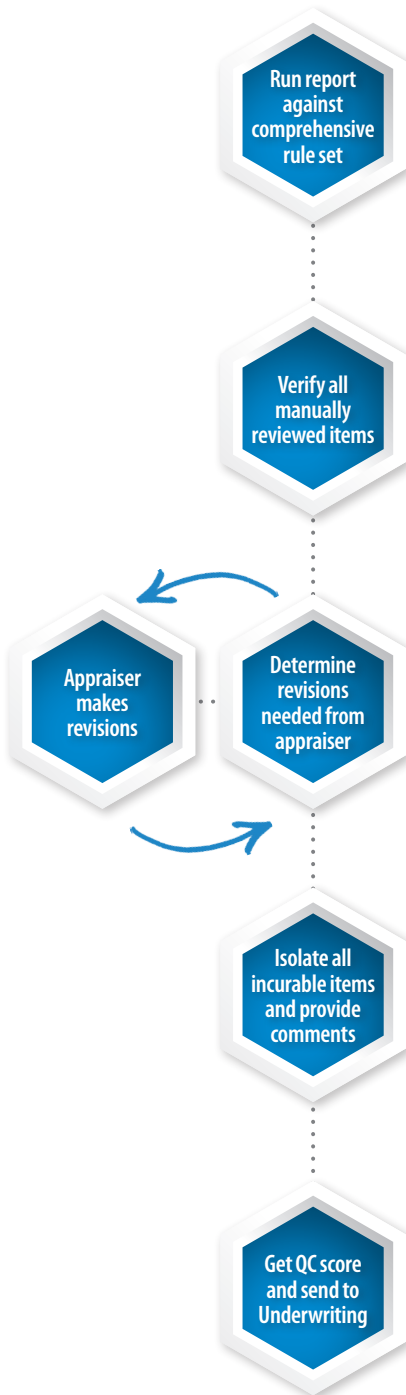 Run report
against
comprehensive
rule set
Verify all
manually
reviewed items
Appraiser
makes
revisions
Determine
revisions
needed from
appraiser
Isolate all
incurable items
and provide
comments
Get QC score
and send to
Underwriting